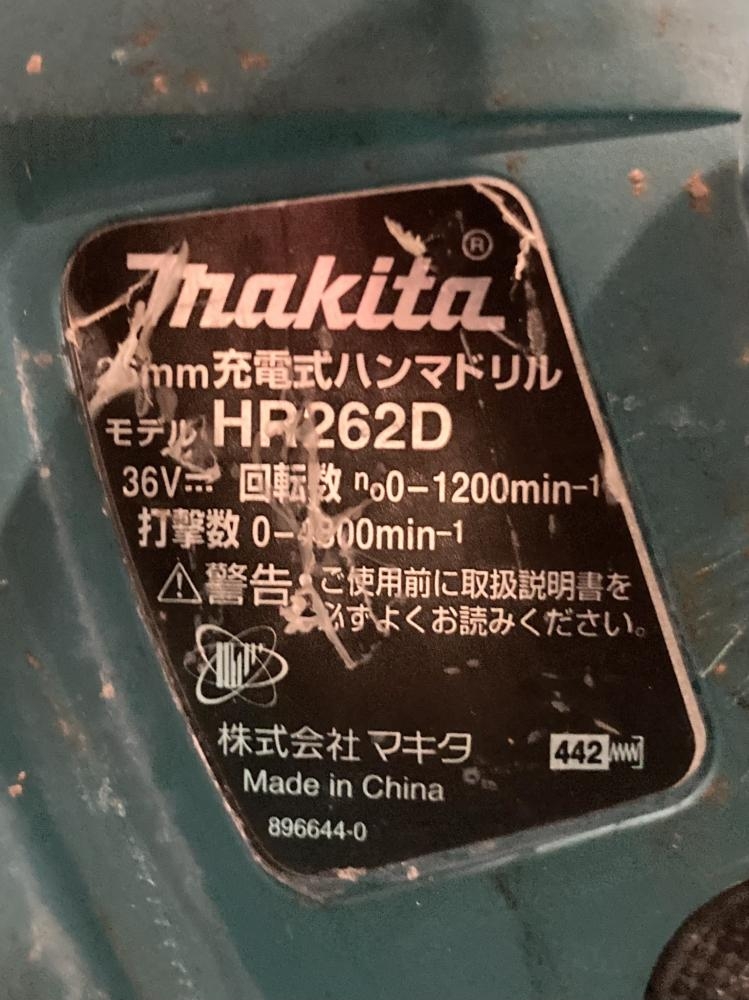 makita®
mm充電式ハンマドリル
モデル HR262D
36V⎓ 回転数 n₀0-1200min-1
打撃数 0-4800min-1
⚠警告 ご使用前に取扱説明書を
必ずよくお読みください。
株式会社マキタ
442
Made in China
896644-0